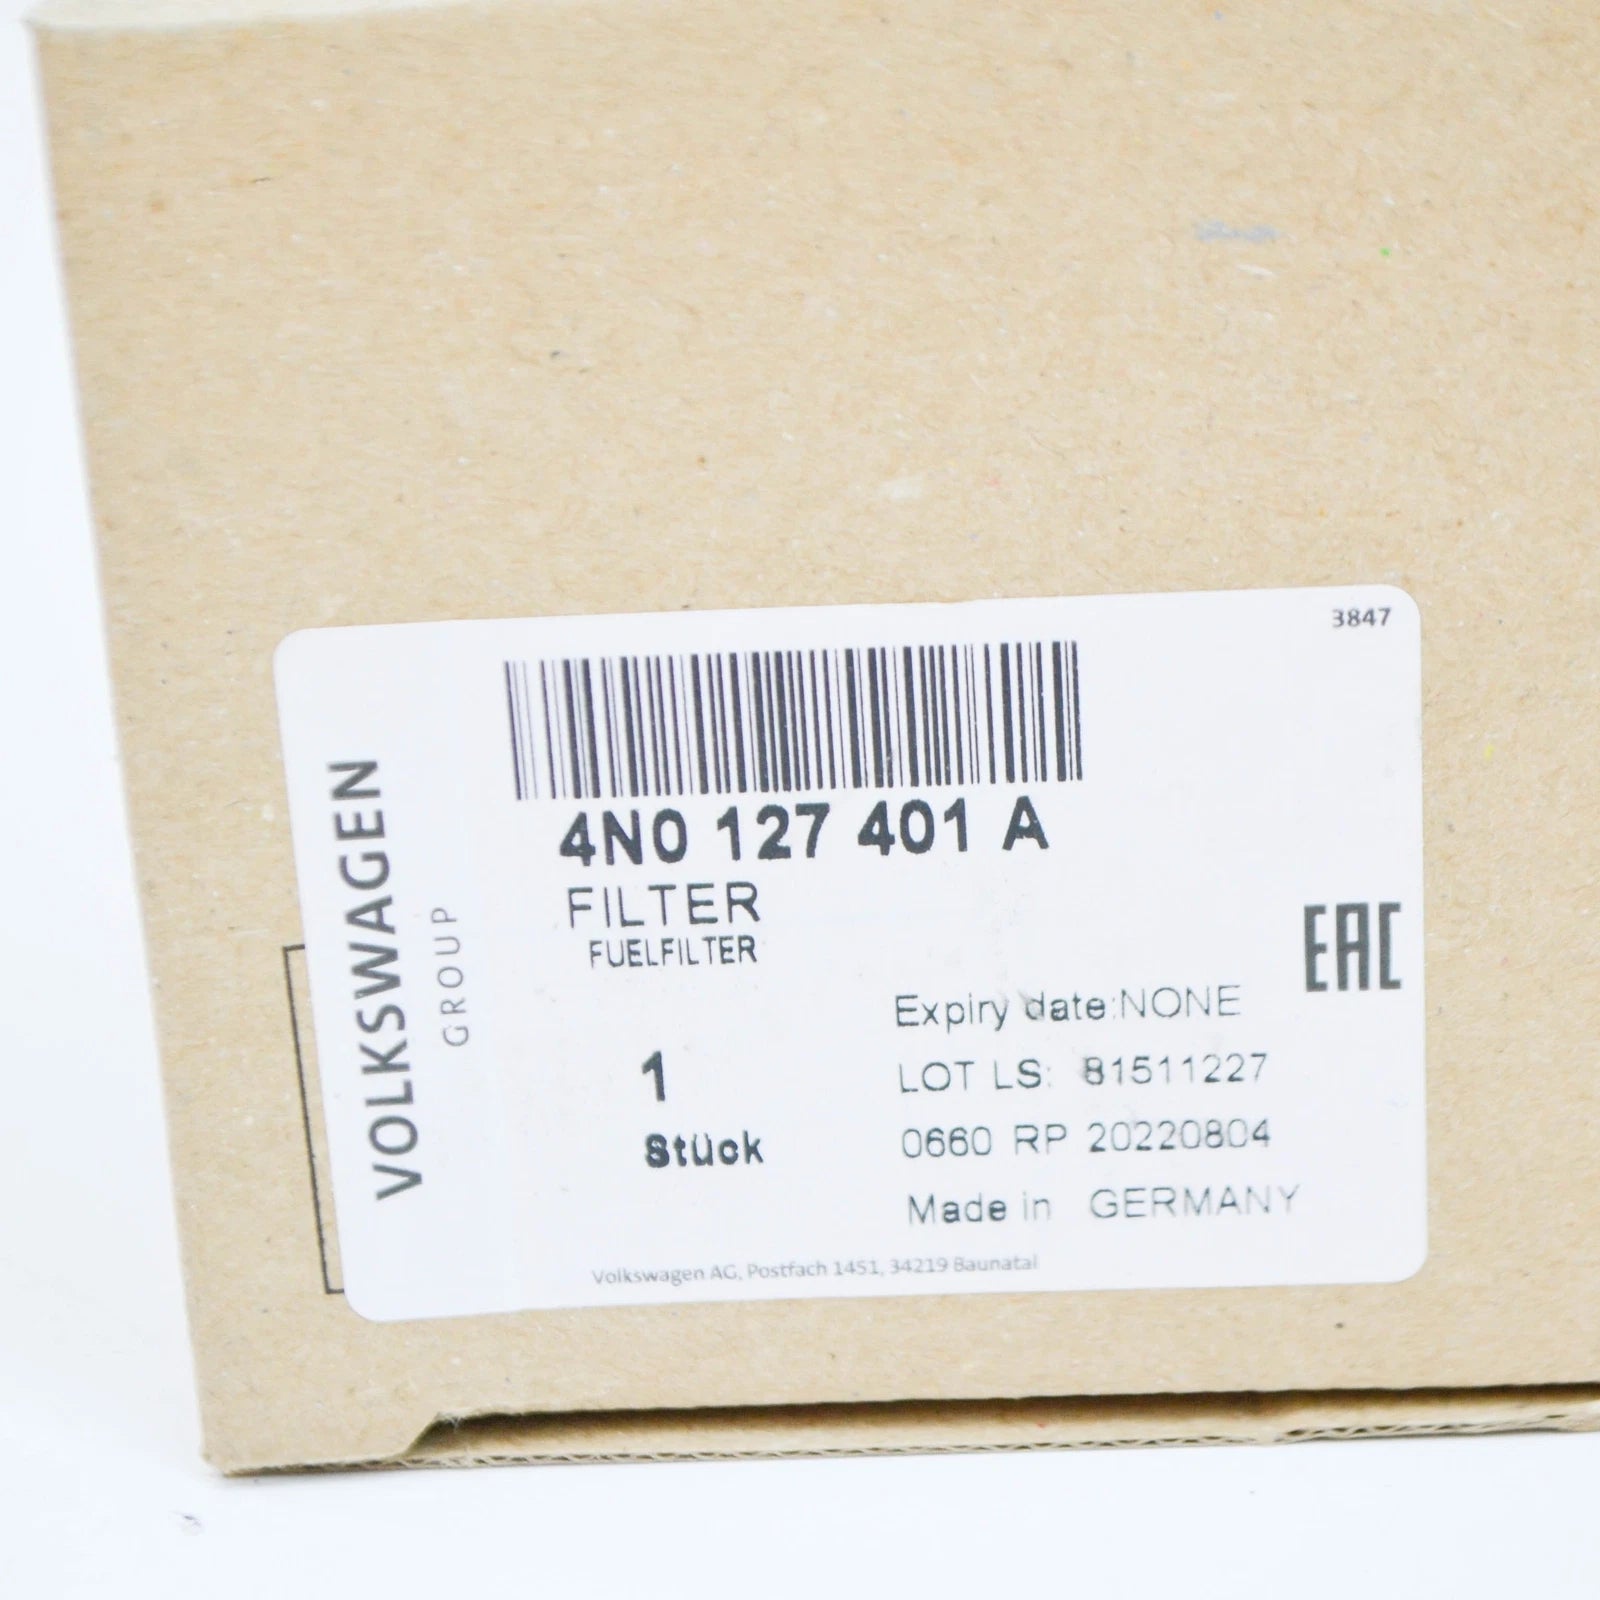 3847
VOLKSWAGEN
GROUP
4N0 127 401 A
FILTER
FUELFILTER
EAC
1
Stück
Expiry date:NONE
LOT LS: 81511227
0660 RP 20220804
Made in GERMANY
Volkswagen AG, Postfach 1451, 34219 Baunatal